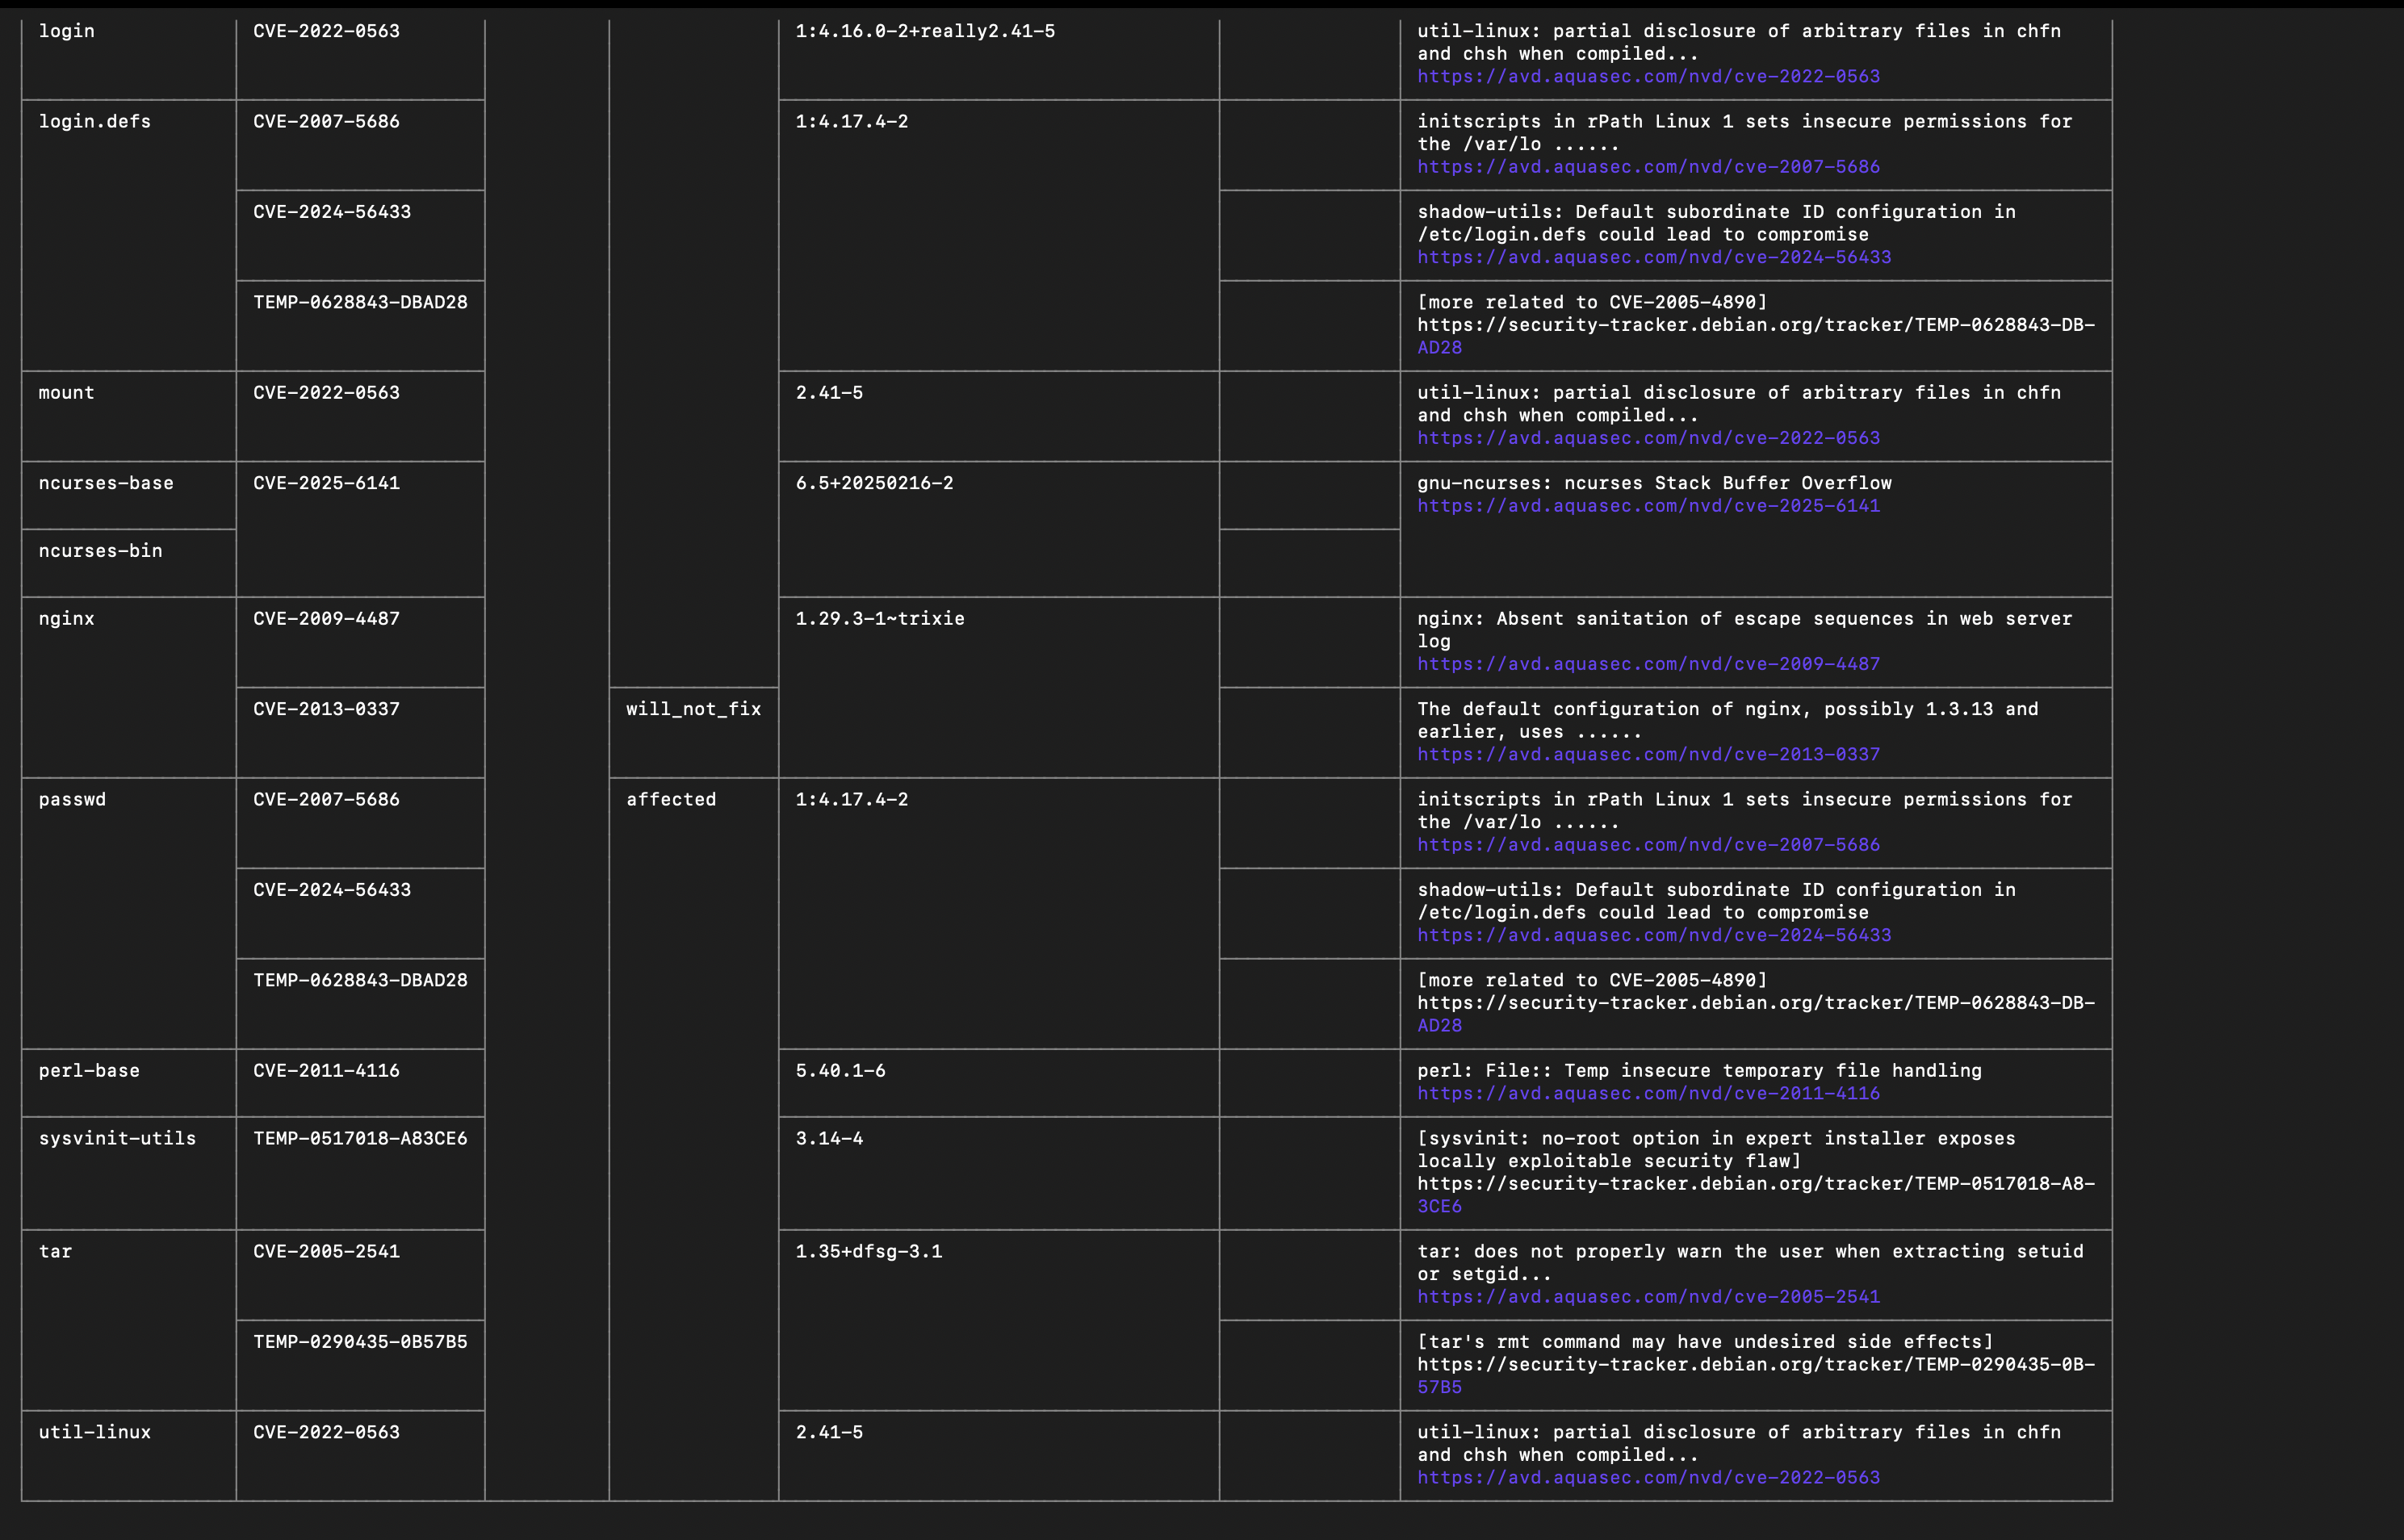 login CVE-2022-0563 1:4.16.0-2+really2.41-5 util-linux: partial disclosure of arbitrary files in chfn
and chsh when compiled...
https://avd.aquasec.com/nvd/cve-2022-0563
login.defs CVE-2007-5686 1:4.17.4-2 initscripts in rPath Linux 1 sets insecure permissions for
the /var/lo ......
https://avd.aquasec.com/nvd/cve-2007-5686
CVE-2024-56433 shadow-utils: Default subordinate ID configuration in
/etc/login.defs could lead to compromise
https://avd.aquasec.com/nvd/cve-2024-56433
TEMP-0628843-DBAD28 [more related to CVE-2005-4890]
https://security-tracker.debian.org/tracker/TEMP-0628843-DB-
AD28
mount CVE-2022-0563 2.41-5 util-linux: partial disclosure of arbitrary files in chfn
and chsh when compiled...
https://avd.aquasec.com/nvd/cve-2022-0563
ncurses-base CVE-2025-6141 6.5+20250216-2 gnu-ncurses: ncurses Stack Buffer Overflow
https://avd.aquasec.com/nvd/cve-2025-6141
ncurses-bin
nginx CVE-2009-4487 1.29.3-1~trixie nginx: Absent sanitation of escape sequences in web server
log
https://avd.aquasec.com/nvd/cve-2009-4487
CVE-2013-0337 will_not_fix The default configuration of nginx, possibly 1.3.13 and
earlier, uses ......
https://avd.aquasec.com/nvd/cve-2013-0337
passwd CVE-2007-5686 affected 1:4.17.4-2 initscripts in rPath Linux 1 sets insecure permissions for
the /var/lo ......
https://avd.aquasec.com/nvd/cve-2007-5686
CVE-2024-56433 shadow-utils: Default subordinate ID configuration in
/etc/login.defs could lead to compromise
https://avd.aquasec.com/nvd/cve-2024-56433
TEMP-0628843-DBAD28 [more related to CVE-2005-4890]
https://security-tracker.debian.org/tracker/TEMP-0628843-DB-
AD28
perl-base CVE-2011-4116 5.40.1-6 perl: File:: Temp insecure temporary file handling
https://avd.aquasec.com/nvd/cve-2011-4116
sysvinit-utils TEMP-0517018-A83CE6 3.14-4 [sysvinit: no-root option in expert installer exposes
locally exploitable security flaw]
https://security-tracker.debian.org/tracker/TEMP-0517018-A8-
3CE6
tar CVE-2005-2541 1.35+dfsg-3.1 tar: does not properly warn the user when extracting setuid
or setgid...
https://avd.aquasec.com/nvd/cve-2005-2541
TEMP-0290435-0B57B5 [tar's rmt command may have undesired side effects]
https://security-tracker.debian.org/tracker/TEMP-0290435-0B-
57B5
util-linux CVE-2022-0563 2.41-5 util-linux: partial disclosure of arbitrary files in chfn
and chsh when compiled...
https://avd.aquasec.com/nvd/cve-2022-0563